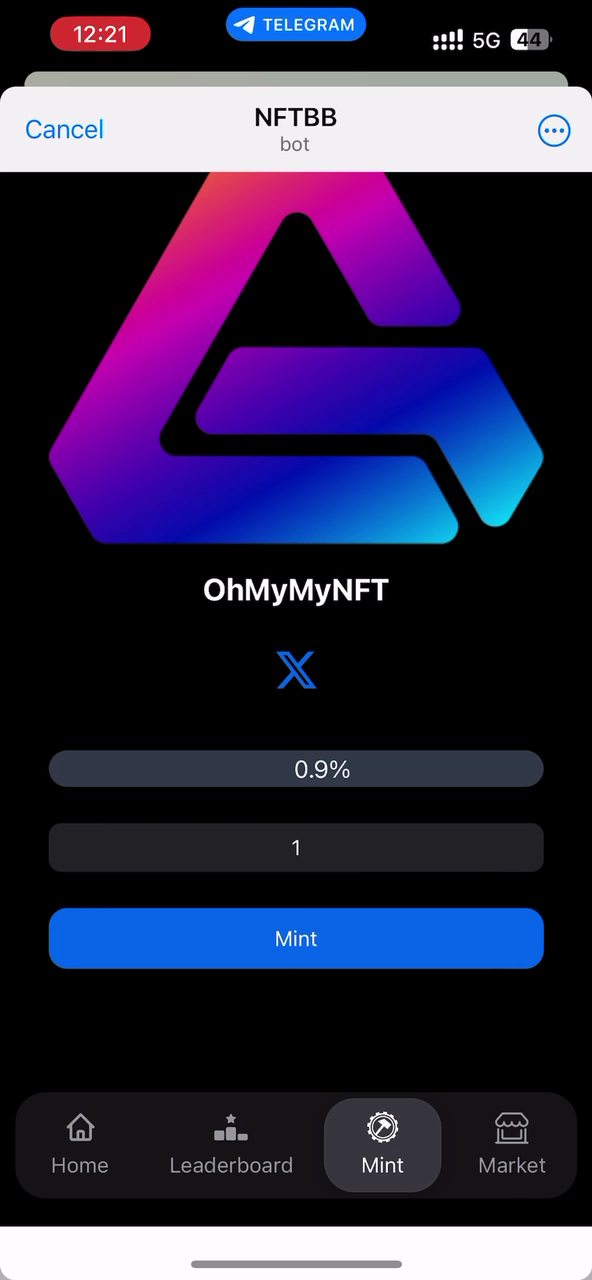 12:21
TELEGRAM
5G
44
Cancel
NFTBB
bot
OhMyMyNFT
0.9%
1
Mint
Home
Leaderboard
Mint
Market